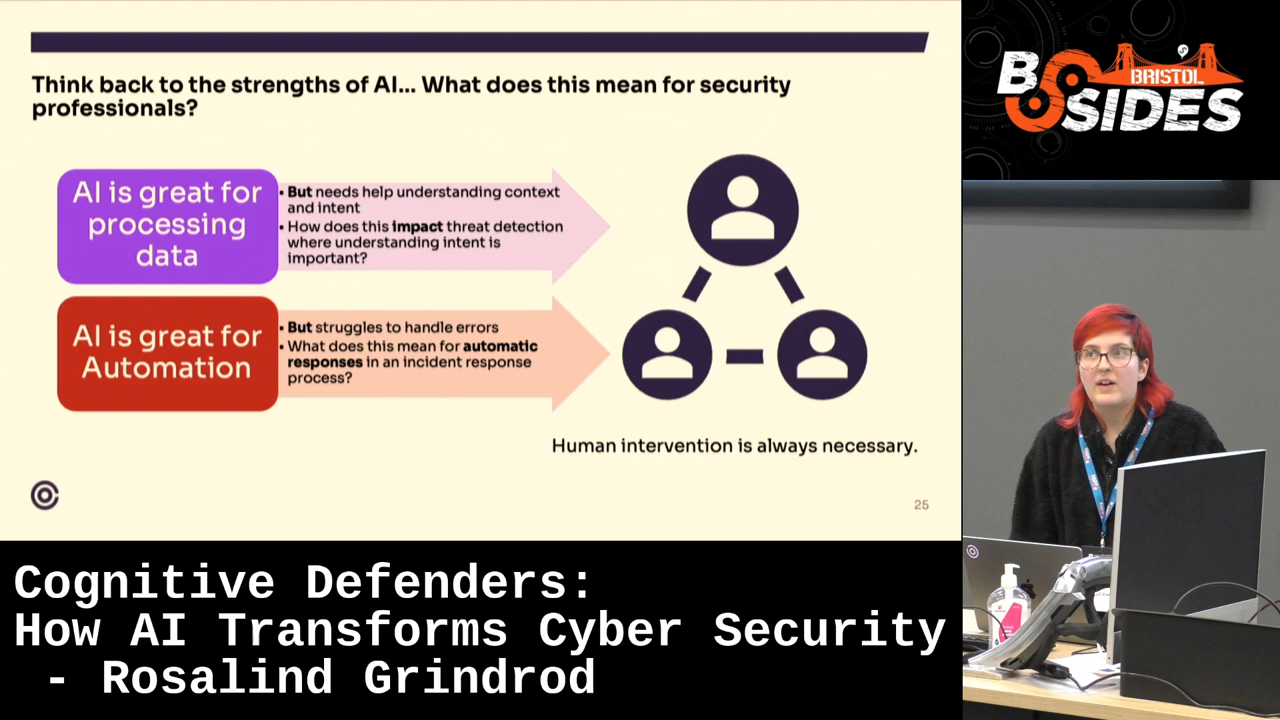 Think back to the strengths of AI... What does this mean for security
professionals?
AI is great for
processing
data
• But needs help understanding context
and intent
• How does this impact threat detection
where understanding intent is
important?
AI is great for
Automation
• But struggles to handle errors
• What does this mean for automatic
responses in an incident response
process?
Human intervention is always necessary.
25
BSIDES
BRISTOL
Cognitive Defenders:
How AI Transforms Cyber Security
- Rosalind Grindrod